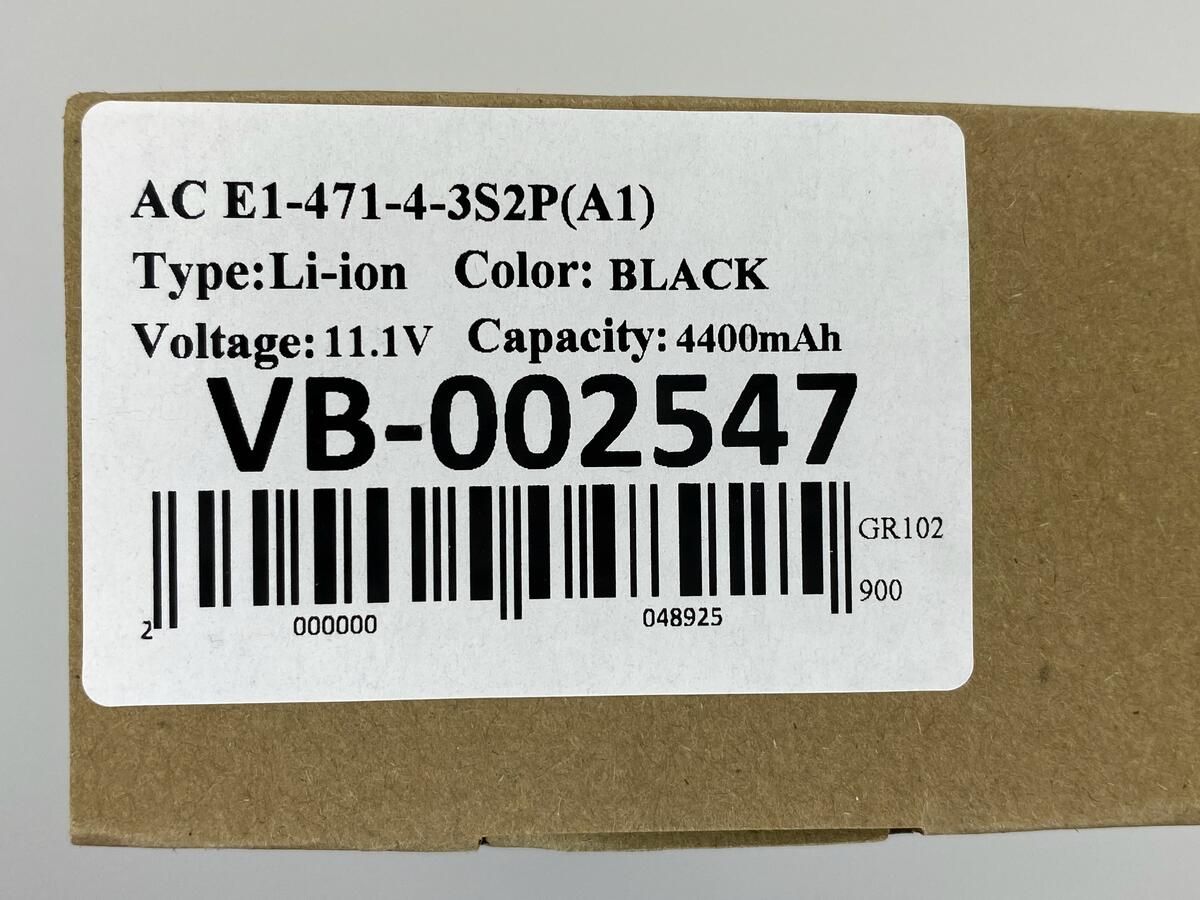 AC E1-471-4-3S2P(A1)
Type:Li-ion Color: BLACK
Voltage: 11.1V Capacity: 4400mAh
VB-002547
GR102
900
2 000000 048925